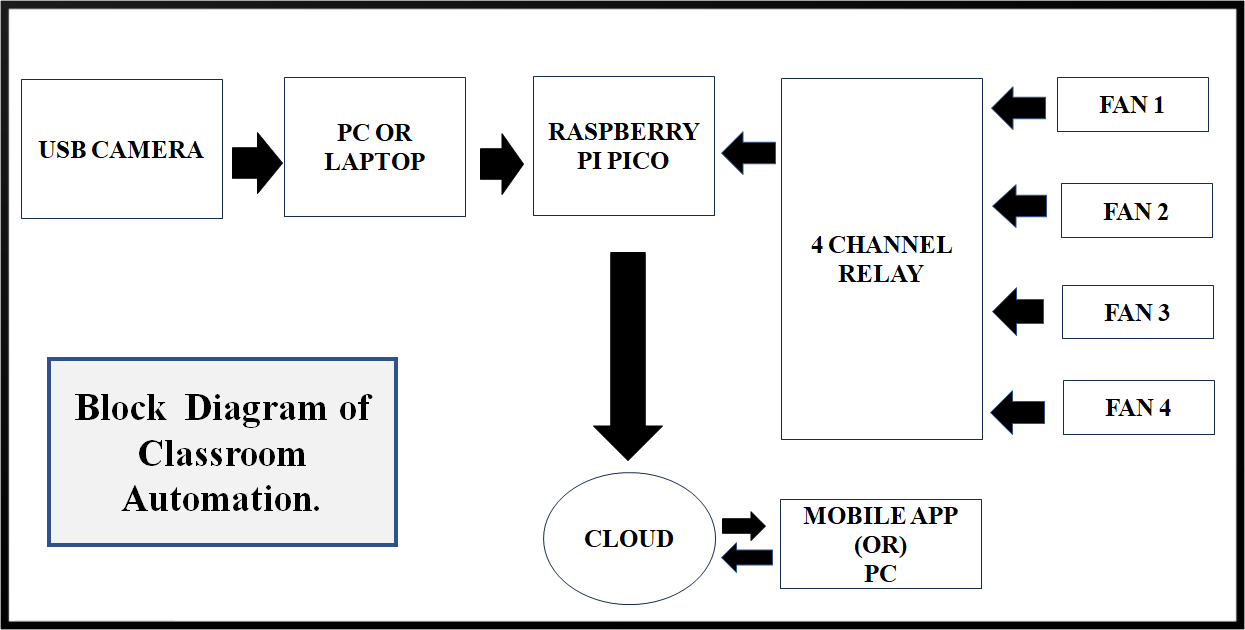 USB CAMERA
PC OR
LAPTOP
RASPBERRY
PI PICO
4 CHANNEL
RELAY
FAN 1
FAN 2
FAN 3
FAN 4
Block Diagram of
Classroom
Automation.
CLOUD
MOBILE APP
(OR)
PC